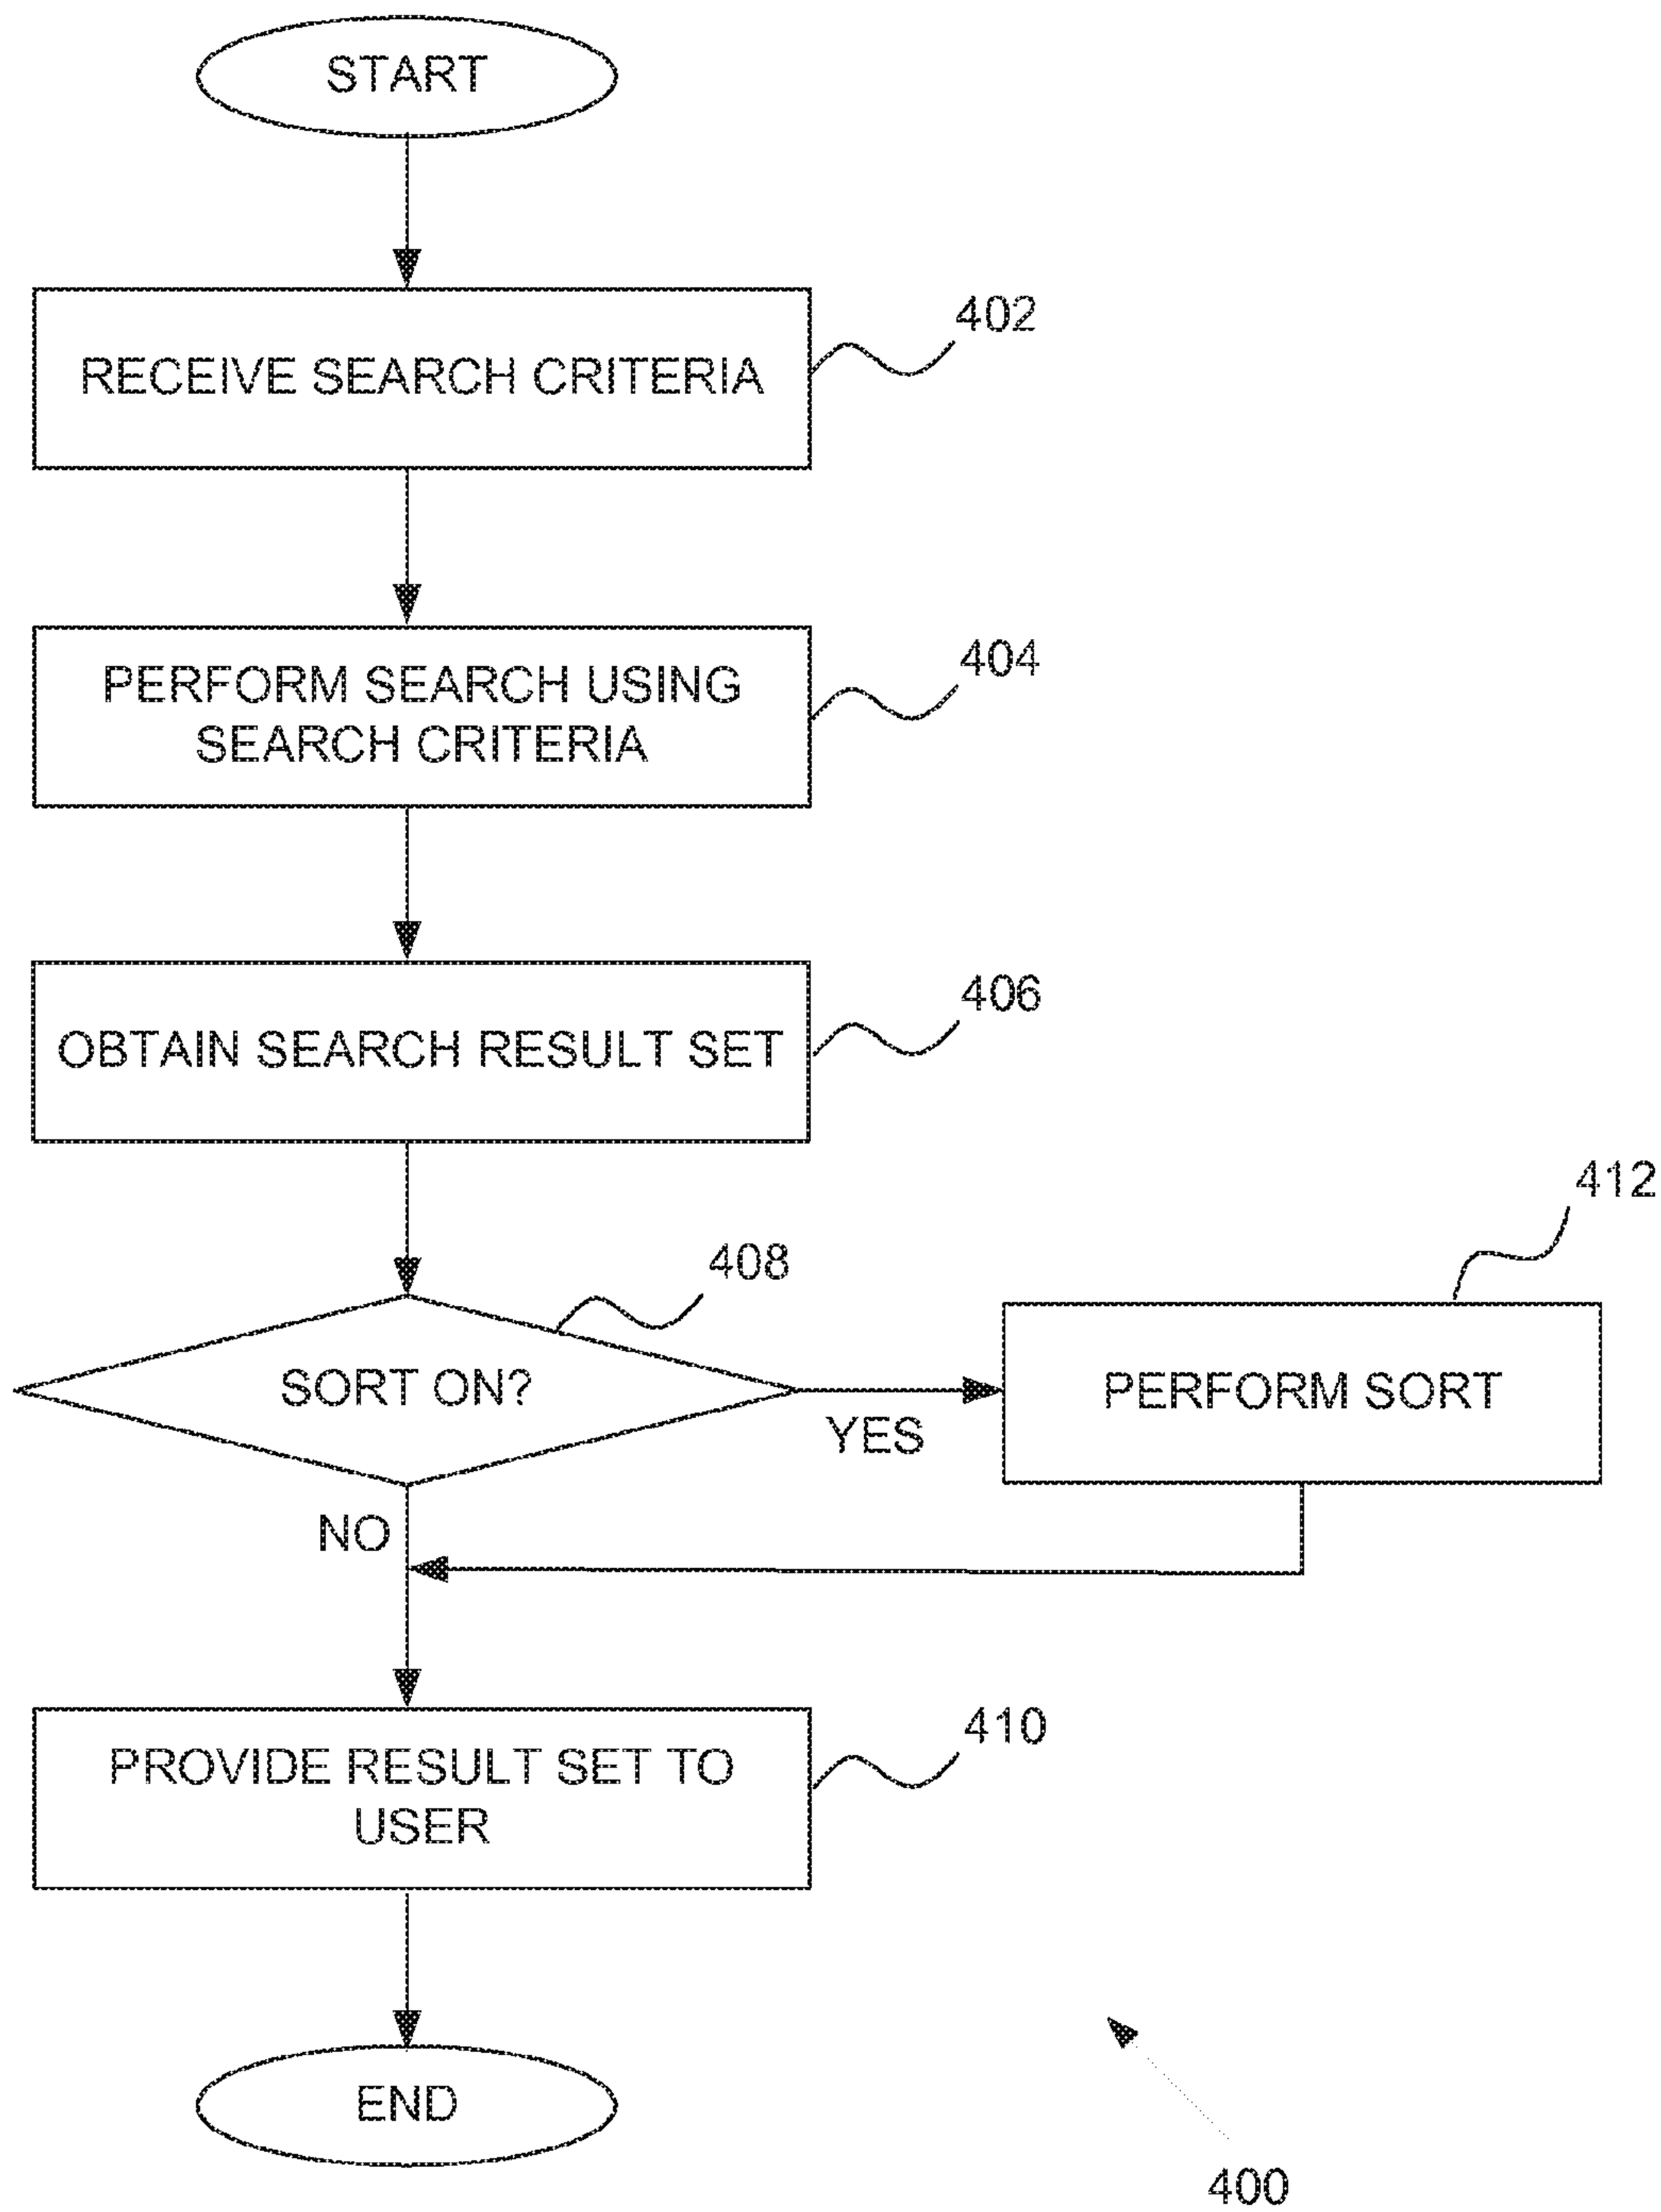 START
402
RECEIVE SEARCH CRITERIA
404
PERFORM SEARCH USING
SEARCH CRITERIA
406
OBTAIN SEARCH RESULT SET
412
408
SORT ON?
PERFORM SORT
YES
NO
410
PROVIDE RESULT SET TO
USER
END
400